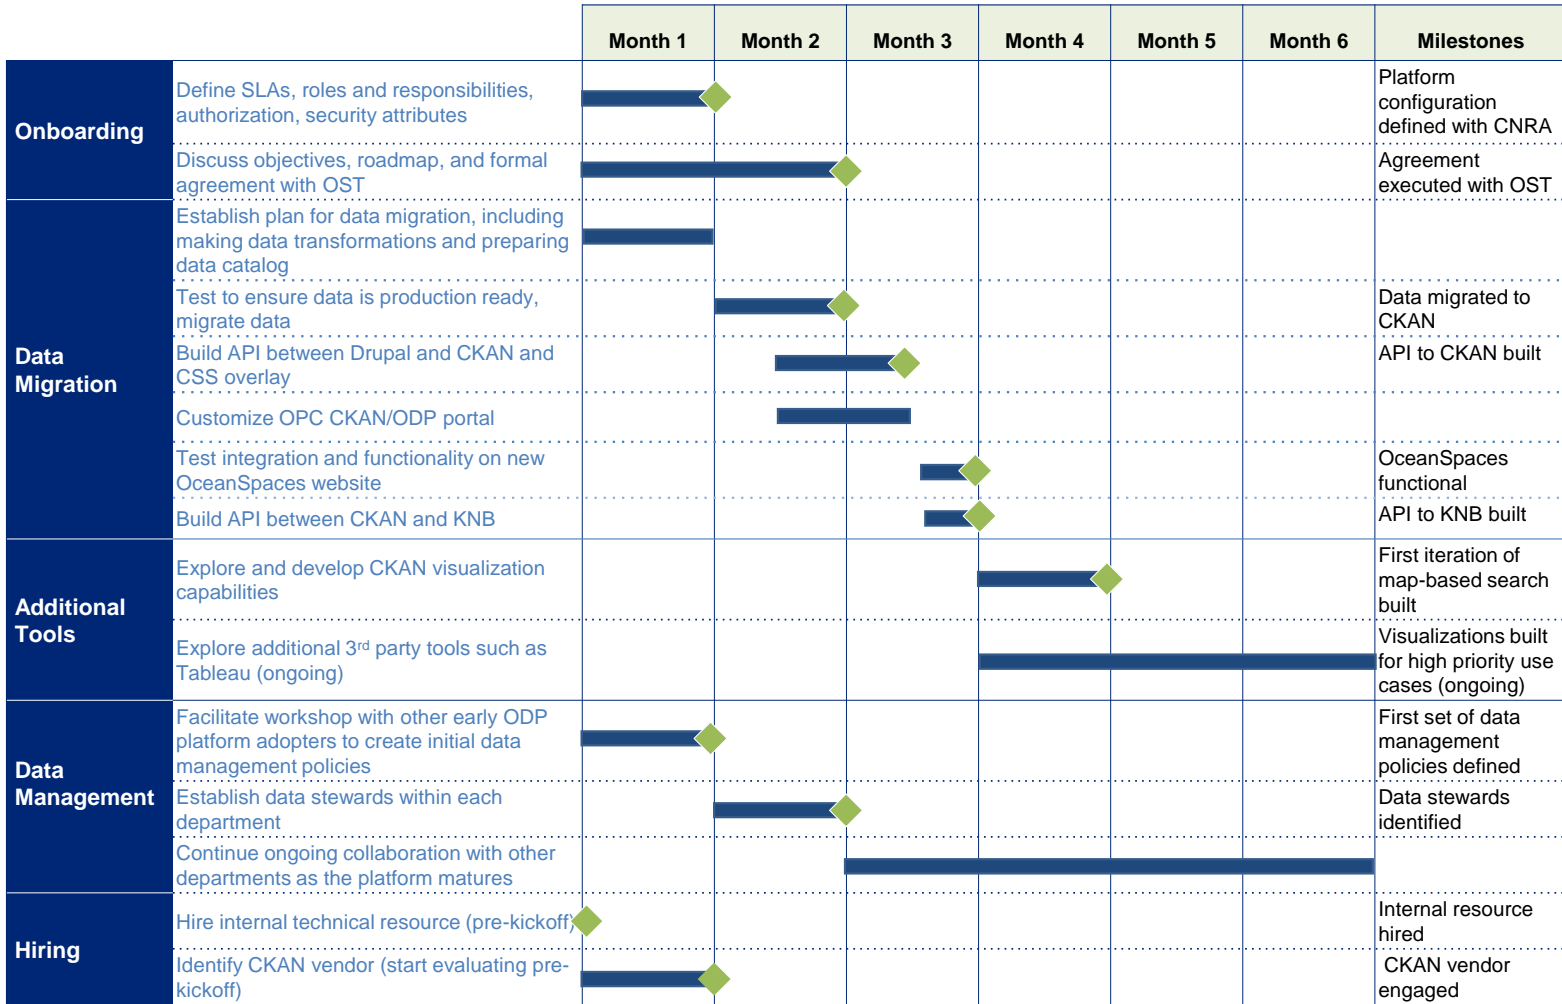 Month 1 Month 2 Month 3 Month 4 Month 5 Month 6 Milestones
Onboarding
Define SLAs, roles and responsibilities,
authorization, security attributes
Platform
configuration
defined with CNRA
Discuss objectives, roadmap, and formal
agreement with OST
Agreement
executed with OST
Data
Migration
Establish plan for data migration, including
making data transformations and preparing
data catalog
Test to ensure data is production ready,
migrate data
Data migrated to
CKAN
Build API between Drupal and CKAN and
CSS overlay
API to CKAN built
Customize OPC CKAN/ODP portal
Test integration and functionality on new
OceanSpaces website
OceanSpaces
functional
Build API between CKAN and KNB
API to KNB built
Additional
Tools
Explore and develop CKAN visualization
capabilities
First iteration of
map-based search
built
Explore additional 3rd party tools such as
Tableau (ongoing)
Visualizations built
for high priority use
cases (ongoing)
Data
Management
Facilitate workshop with other early ODP
platform adopters to create initial data
management policies
First set of data
management
policies defined
Establish data stewards within each
department
Data stewards
identified
Continue ongoing collaboration with other
departments as the platform matures
Hiring
Hire internal technical resource (pre-kickoff)
Internal resource
hired
Identify CKAN vendor (start evaluating pre-
kickoff)
CKAN vendor
engaged